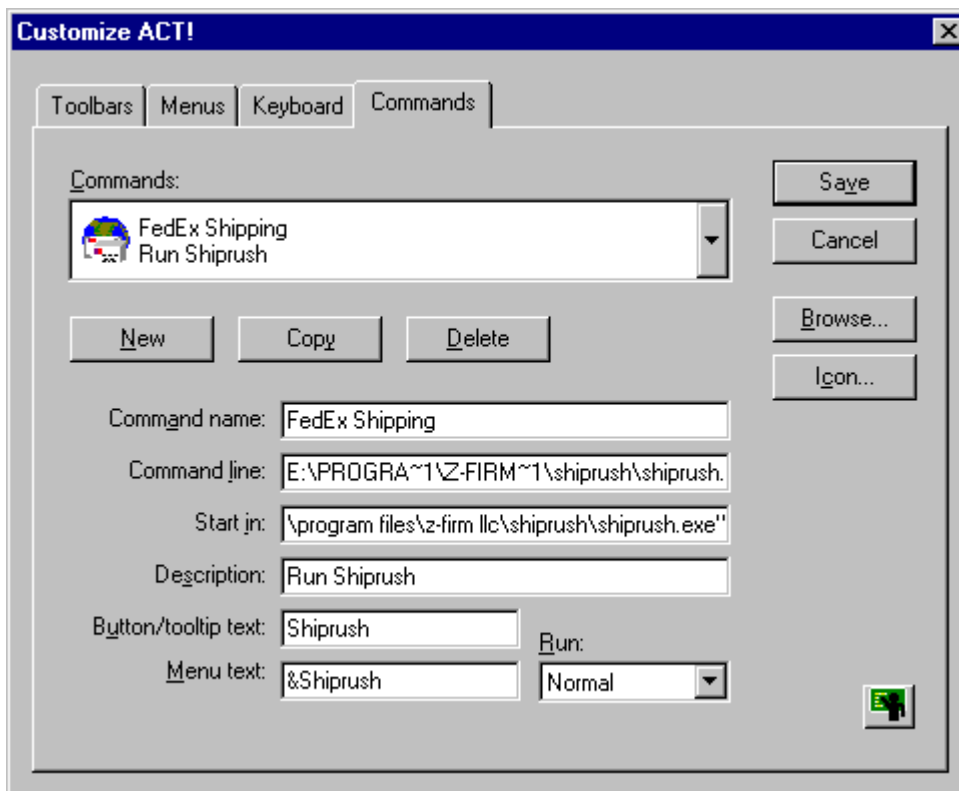 Customize ACT!
Toolbars Menus Keyboard Commands
Commands:
FedEx Shipping
Run Shiprush
Save
Cancel
New Copy Delete
Browse...
Icon...
Command name: FedEx Shipping
Command line: E:\PROGRA~1\Z-FIRM~1\shiprush\shiprush.
Start in: \program files\z-firm llc\shiprush\shiprush.exe"
Description: Run Shiprush
Button/tooltip text: Shiprush
Run:
Menu text: &Shiprush Normal